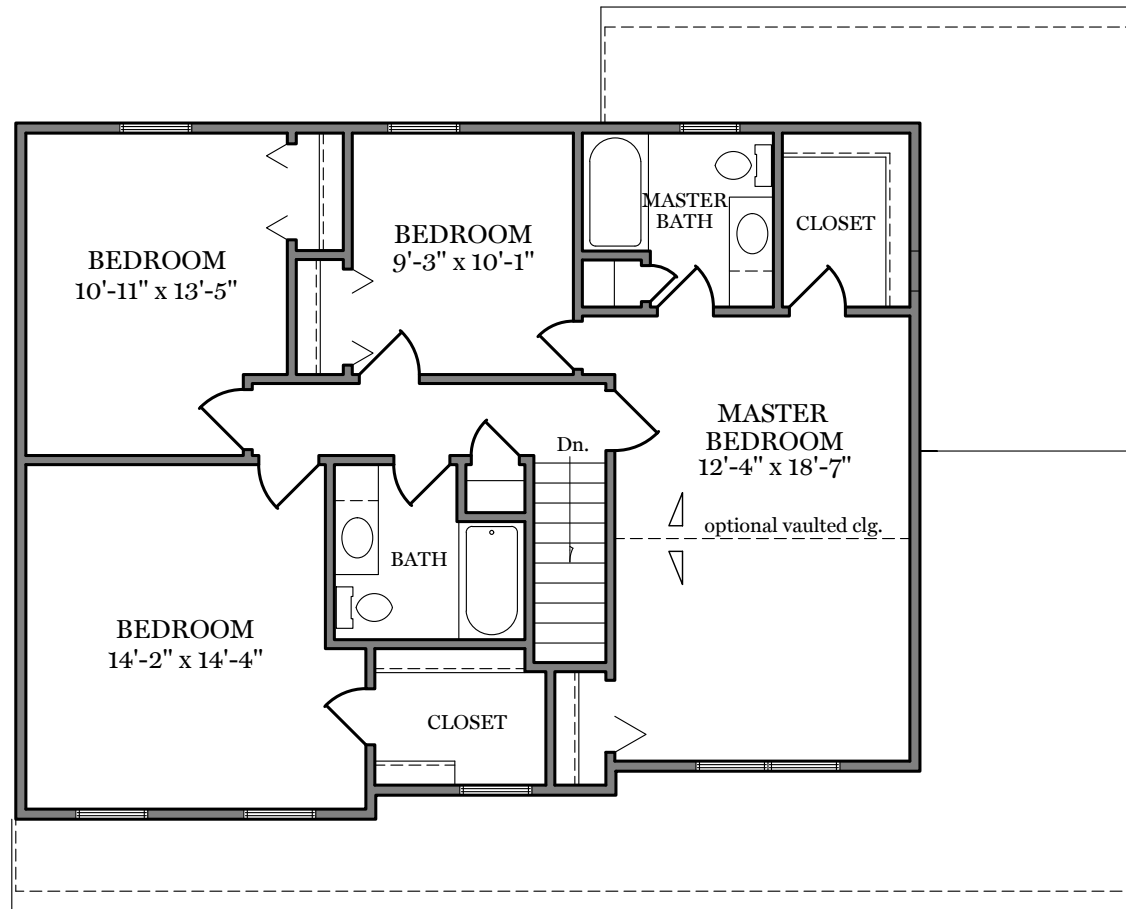 BEDROOM
10'-11" x 13'-5"
BEDROOM
9'-3" x 10'-1"
MASTER
BATH
CLOSET
MASTER
BEDROOM
12'-4" x 18'-7"
Dn.
optional vaulted clg.
BATH
BEDROOM
14'-2" x 14'-4"
CLOSET